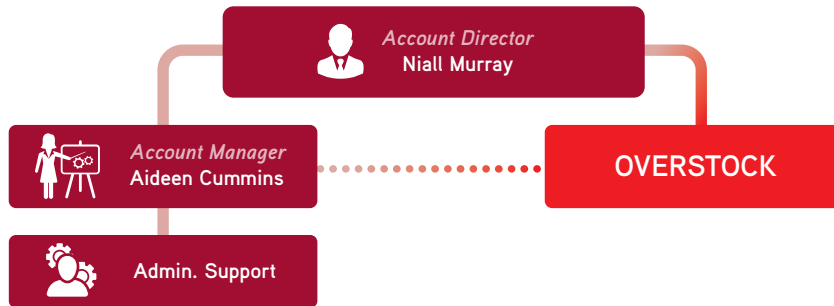 Account Director
Niall Murray
Account Manager
Aideen Cummins
OVERSTOCK
Admin. Support